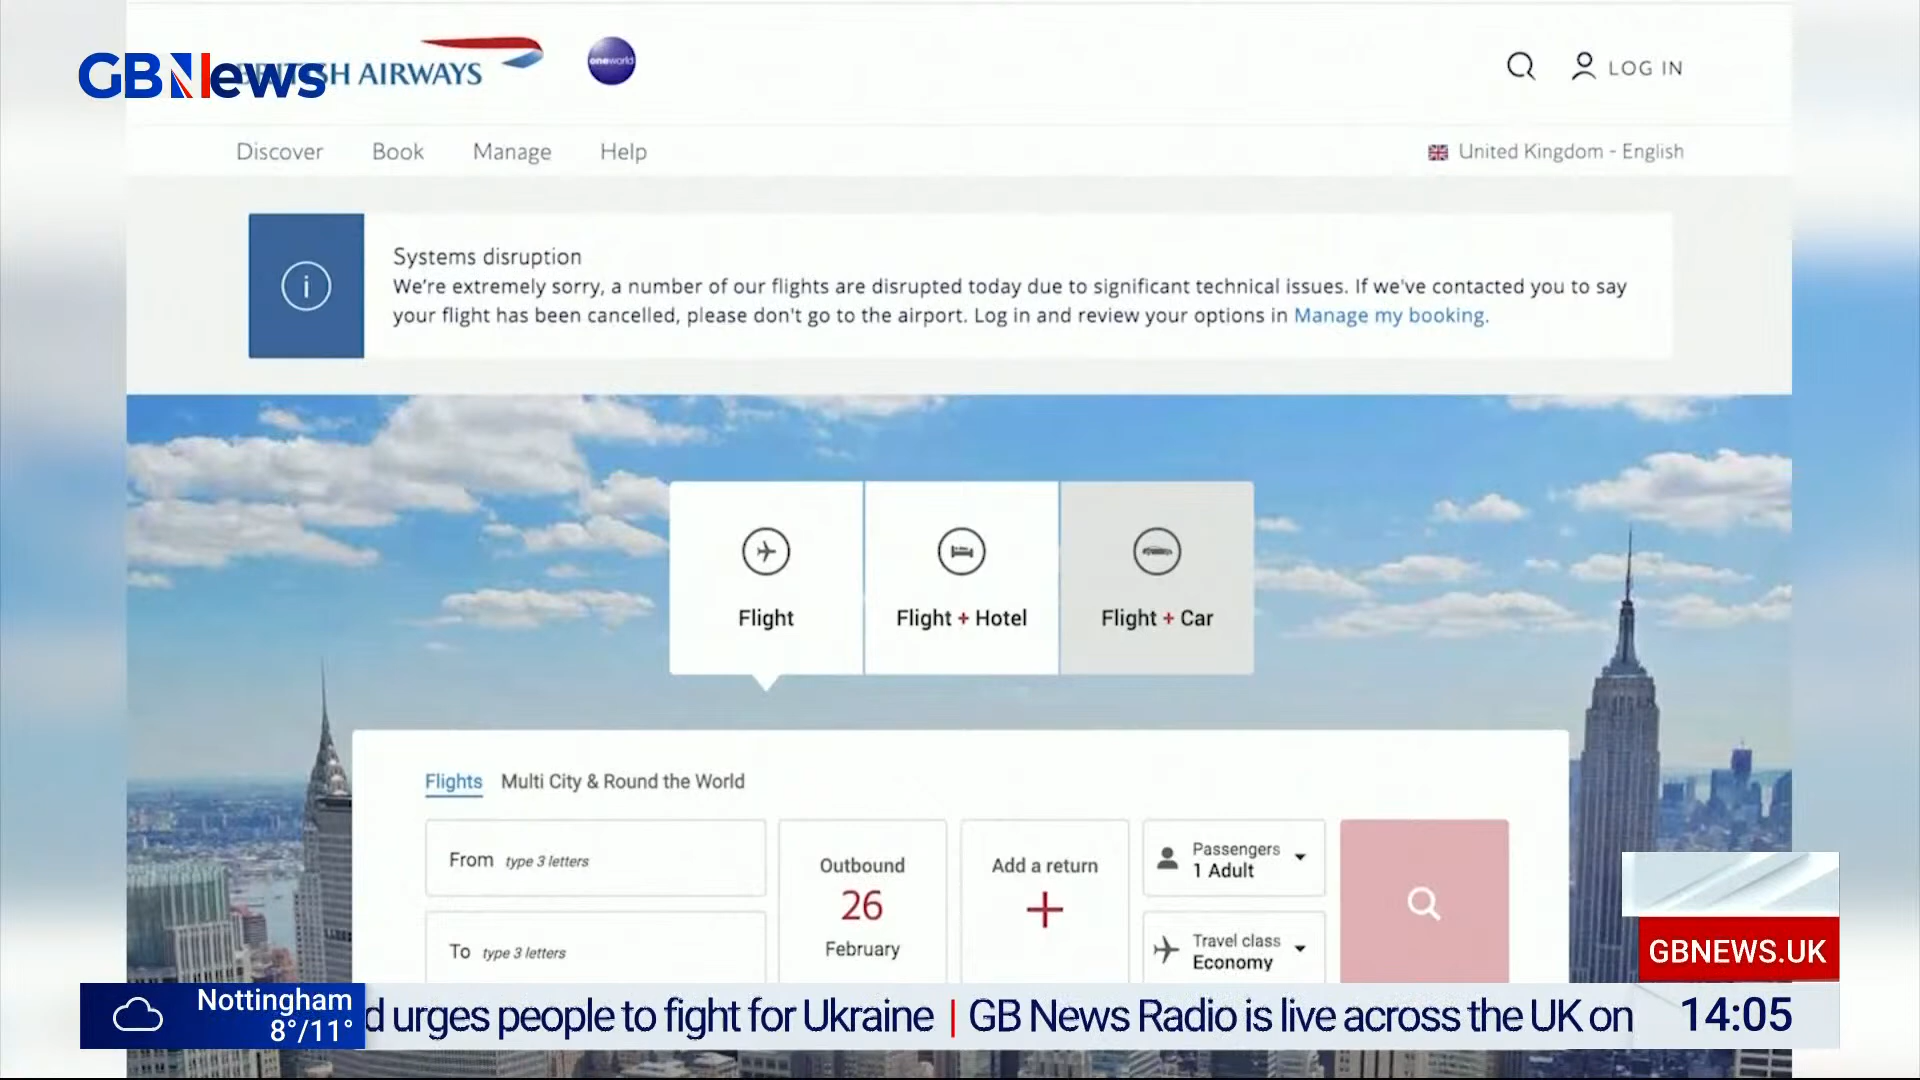 GBNews
H AIRWAYS
oneworld
LOG IN
Discover Book Manage Help
United Kingdom - English
Systems disruption
We're extremely sorry, a number of our flights are disrupted today due to significant technical issues. If we've contacted you to say
your flight has been cancelled, please don't go to the airport. Log in and review your options in Manage my booking.
Flight
Flight + Hotel
Flight + Car
Flights Multi City & Round the World
From type 3 letters
To type 3 letters
Outbound
26
February
Add a return
+
Passengers
1 Adult
Travel class
Economy
GBNEWS.UK
Nottingham
8°/11°
d urges people to fight for Ukraine | GB News Radio is live across the UK on
14:05